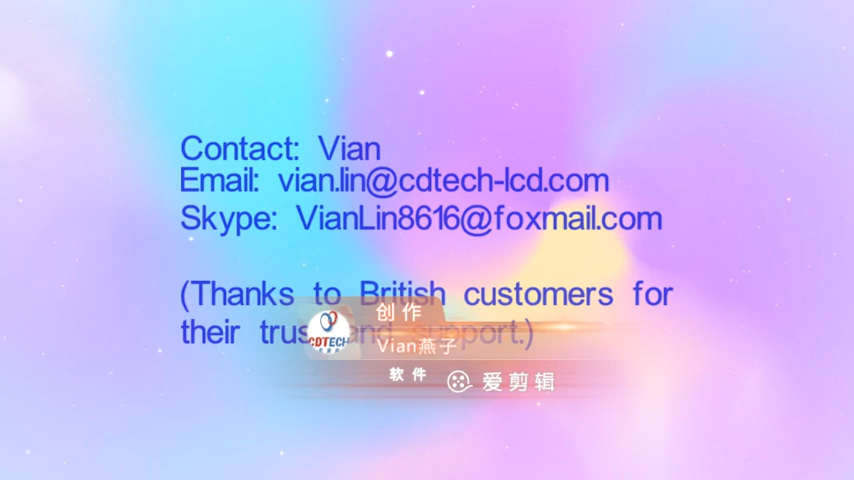 Contact: Vian
Email: vian.lin@cdtech-lcd.com
Skype: VianLin8616@foxmail.com
(Thanks to British customers for
their trust and support.)
创作
CDTECH
Vian燕子
软件 爱剪辑